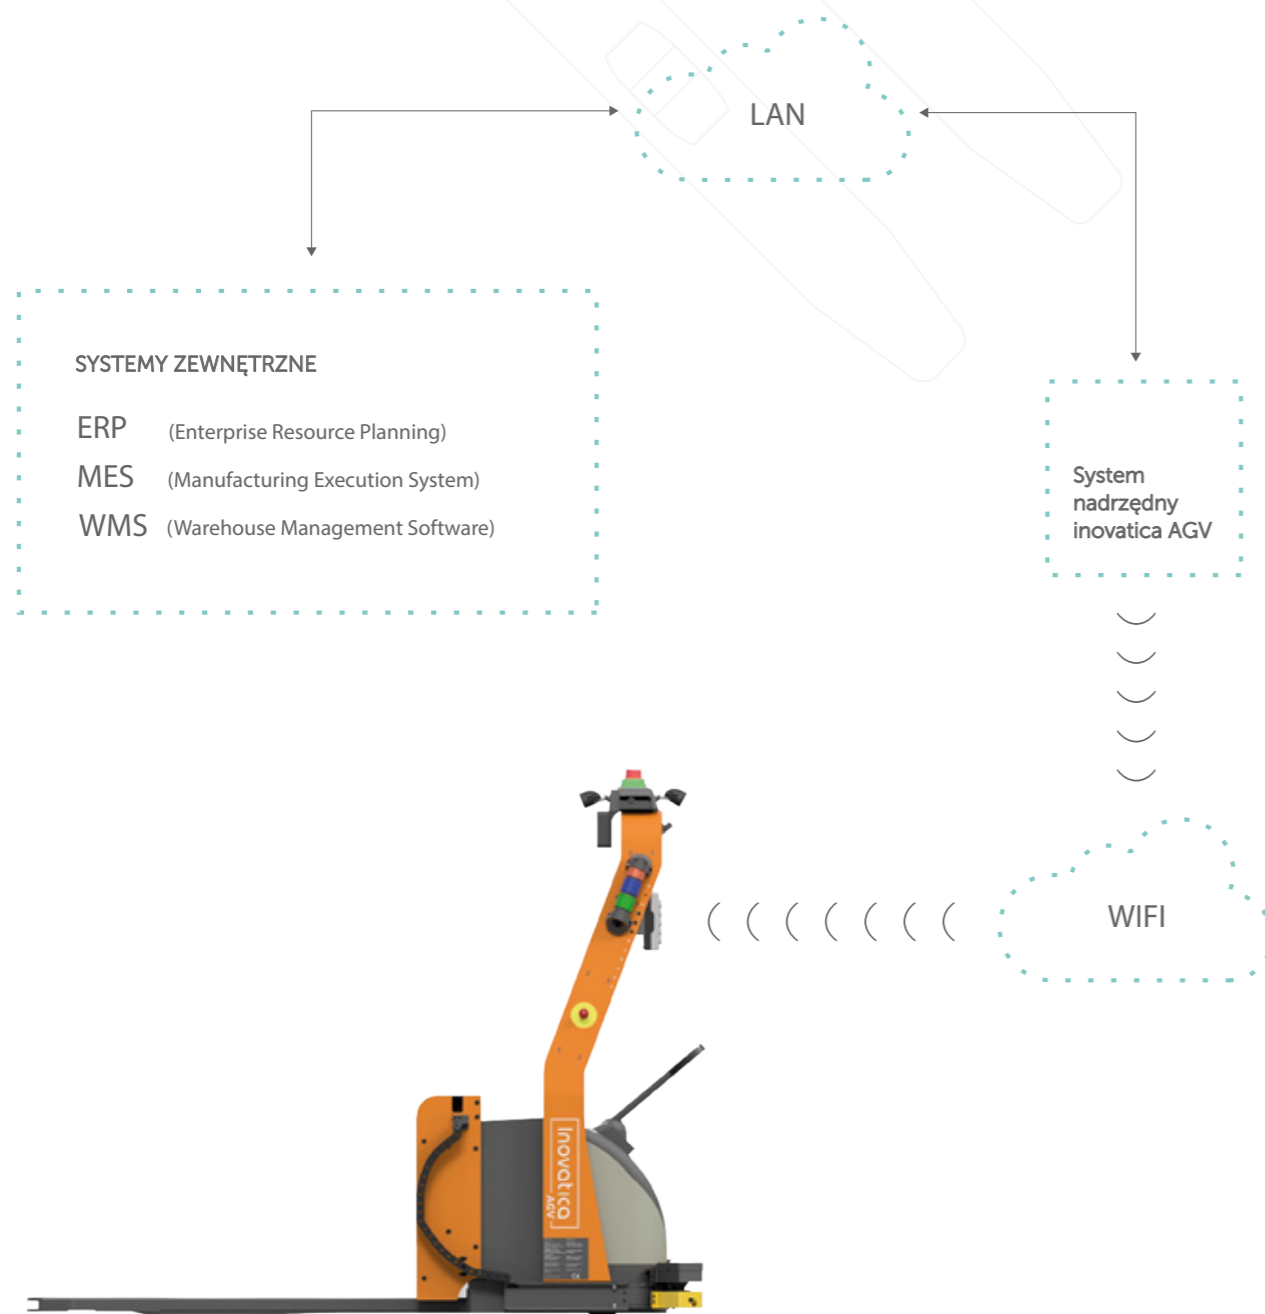 LAN
SYSTEMY ZEWNĘTRZNE
ERP (Enterprise Resource Planning)
MES (Manufacturing Execution System)
WMS (Warehouse Management Software)
System
nadrzędny
inovatica AGV
WIFI
Inovatica
AGV